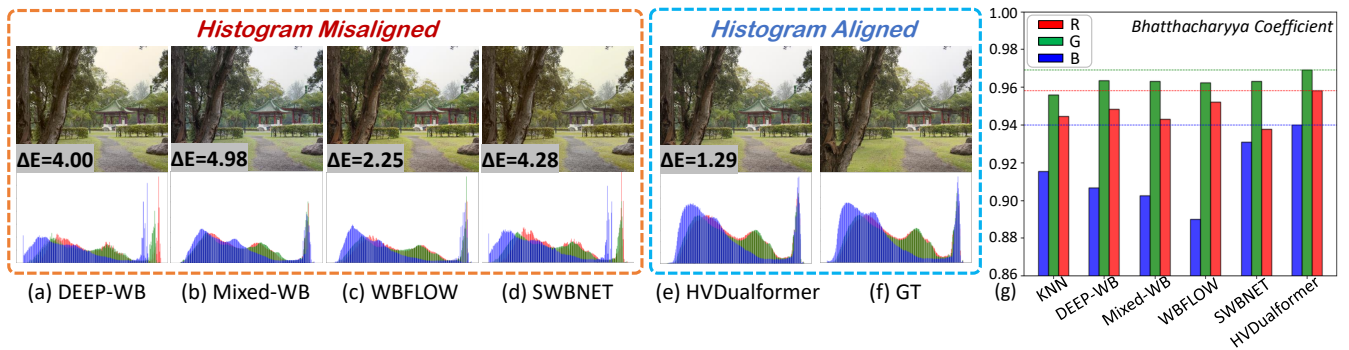 Histogram Misaligned
Histogram Aligned
ΔE=4.00
ΔE=4.98
ΔE=2.25
ΔE=4.28
ΔE=1.29
(a) DEEP-WB
(b) Mixed-WB
(c) WBFLOW
(d) SWBNET
(e) HVDualformer
(f) GT
(g)
Bhatthacharyya Coefficient
R
G
B
1.00
0.98
0.96
0.94
0.92
0.90
0.88
0.86
KNN
DEEP-WB
Mixed-WB
WBFLOW
SWBNET
HVDualformer